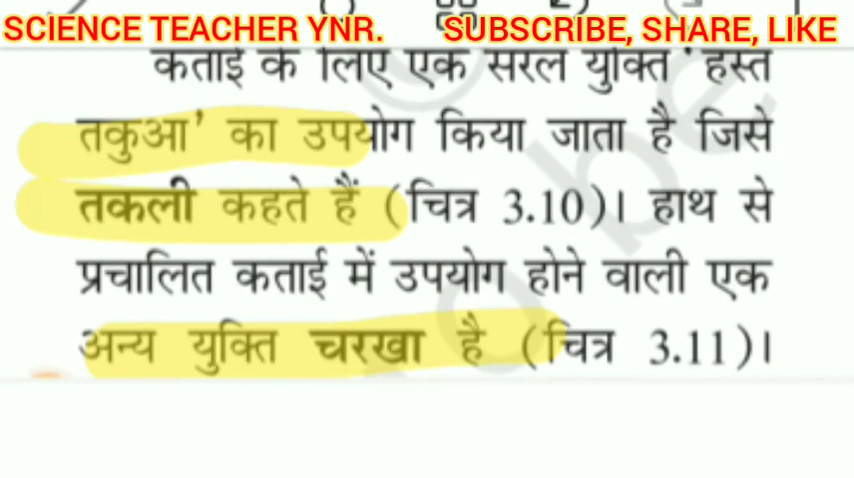 SCIENCE TEACHER YNR. SUBSCRIBE, SHARE, LIKE
कताई के लिए एक सरल युक्ति 'हस्त
तकुआ' का उपयोग किया जाता है जिसे
तकली कहते हैं (चित्र 3.10)। हाथ से
प्रचालित कताई में उपयोग होने वाली एक
अन्य युक्ति चरखा है (चित्र 3.11)।